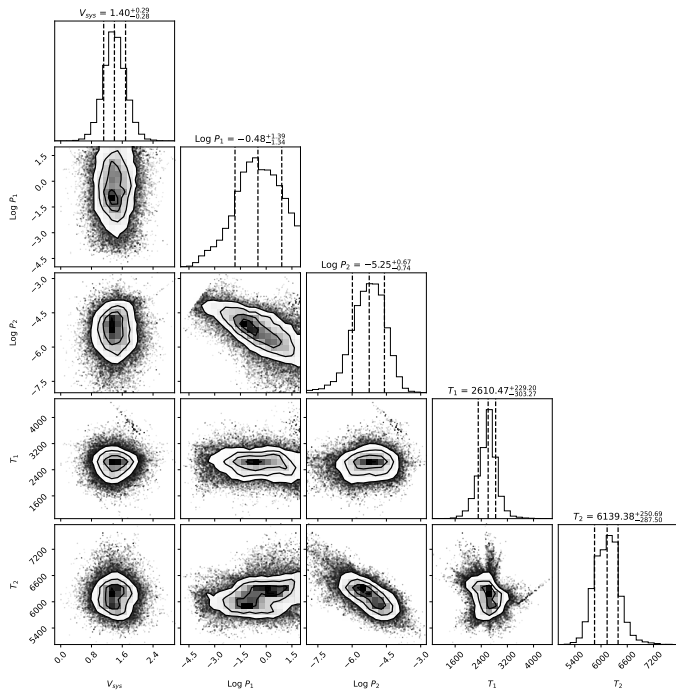 V_sys = 1.40^{+0.29}_{-0.28}
Log P_1 = −0.48^{+1.39}_{-1.34}
1.5
0.0
−1.5
−3.0
−4.5
Log P_1
Log P_2 = −5.25^{+0.67}_{-0.74}
−3.0
−4.5
−6.0
−7.5
Log P_2
T_1 = 2610.47^{+229.20}_{-303.27}
4000
3200
2400
1600
T_1
T_2 = 6139.38^{+250.69}_{-287.50}
7200
6600
6000
5400
T_2
0.0 0.8 1.6 2.4
−4.5 −3.0 −1.5 0.0 1.5
−7.5 −6.0 −4.5 −3.0
1600 2400 3200 4000
5400 6000 6600 7200
V_sys Log P_1 Log P_2 T_1 T_2